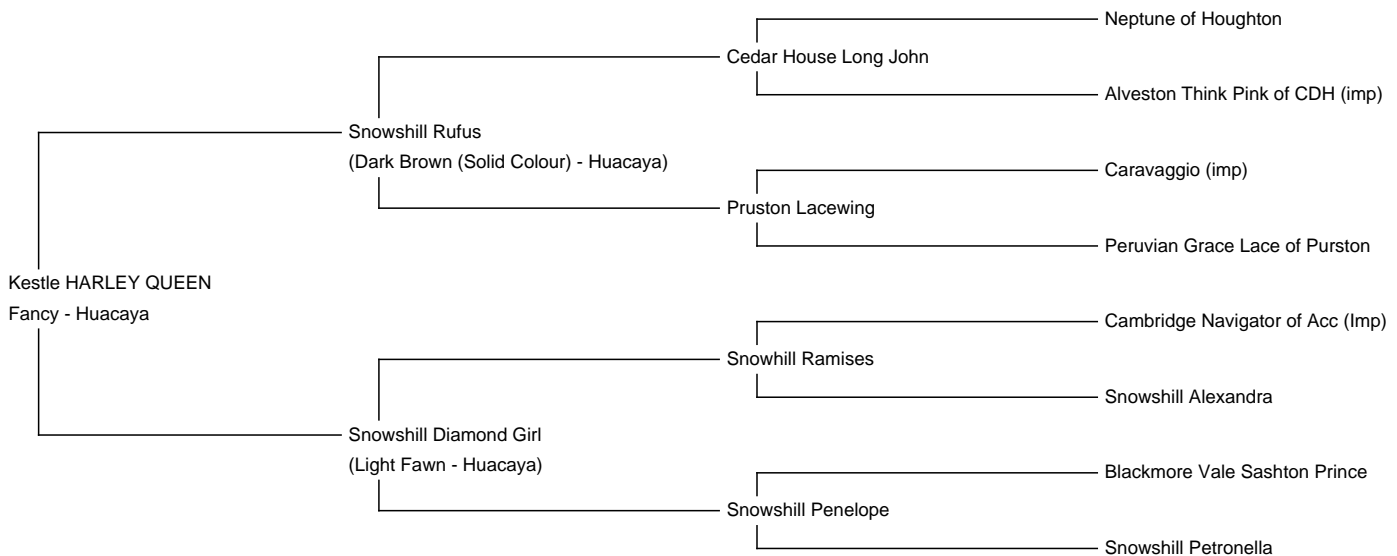 Neptune of Houghton
Cedar House Long John
Alveston Think Pink of CDH (imp)
Snowshill Rufus
(Dark Brown (Solid Colour) - Huacaya)
Caravaggio (imp)
Pruston Lacewing
Peruvian Grace Lace of Purston
Kestle HARLEY QUEEN
Fancy - Huacaya
Cambridge Navigator of Acc (Imp)
Snowhill Ramises
Snowshill Alexandra
Snowshill Diamond Girl
(Light Fawn - Huacaya)
Blackmore Vale Sashton Prince
Snowshill Penelope
Snowshill Petronella